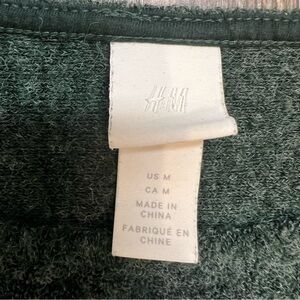 H&M
US M
CA M
MADE IN
CHINA
FABRIQUÉ EN
CHINE